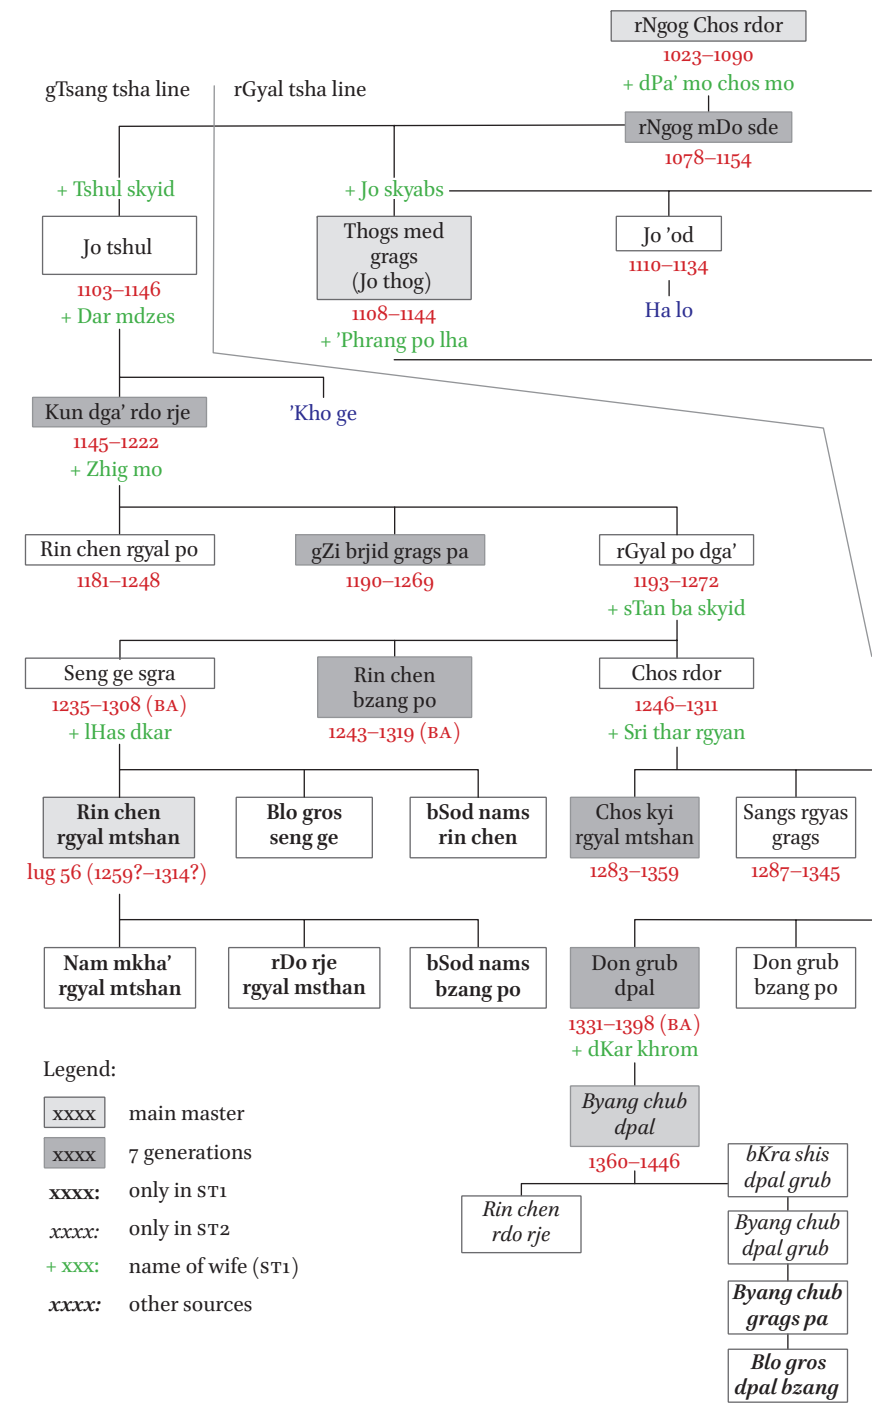 rNgog Chos rdor
1023–1090
+ dPa’ mo chos mo
gTsang tsha line
rGyal tsha line
rNgog mDo sde
1078–1154
+ Tshul skyid
+ Jo skyabs
Jo tshul
1103–1146
+ Dar mdzes
Thogs med
grags
(Jo thog)
1108–1144
+ ’Phrang po lha
Jo ’od
1110–1134
Ha lo
Kun dga’ rdo rje
1145–1222
+ Zhig mo
’Kho ge
Rin chen rgyal po
1181–1248
gZi brjid grags pa
1190–1269
rGyal po dga’
1193–1272
+ sTan ba skyid
Seng ge sgra
1235–1308 (BA)
+ lHas dkar
Rin chen
bzang po
1243–1319 (BA)
Chos rdor
1246–1311
+ Sri thar rgyan
Rin chen
rgyal mtshan
lug 56 (1259?–1314?)
Blo gros
seng ge
bSod nams
rin chen
Chos kyi
rgyal mtshan
1283–1359
Sangs rgyas
grags
1287–1345
Nam mkha’
rgyal mtshan
rDo rje
rgyal msthan
bSod nams
bzang po
Don grub
dpal
1331–1398 (BA)
+ dKar khrom
Don grub
bzang po
Byang chub
dpal
1360–1446
Rin chen
rdo rje
bKra shis
dpal grub
Byang chub
dpal grub
Byang chub
grags pa
Blo gros
dpal bzang
Legend:
xxxx main master
xxxx 7 generations
xxxx: only in ST1
xxxx: only in ST2
+ xxx: name of wife (ST1)
xxxx: other sources